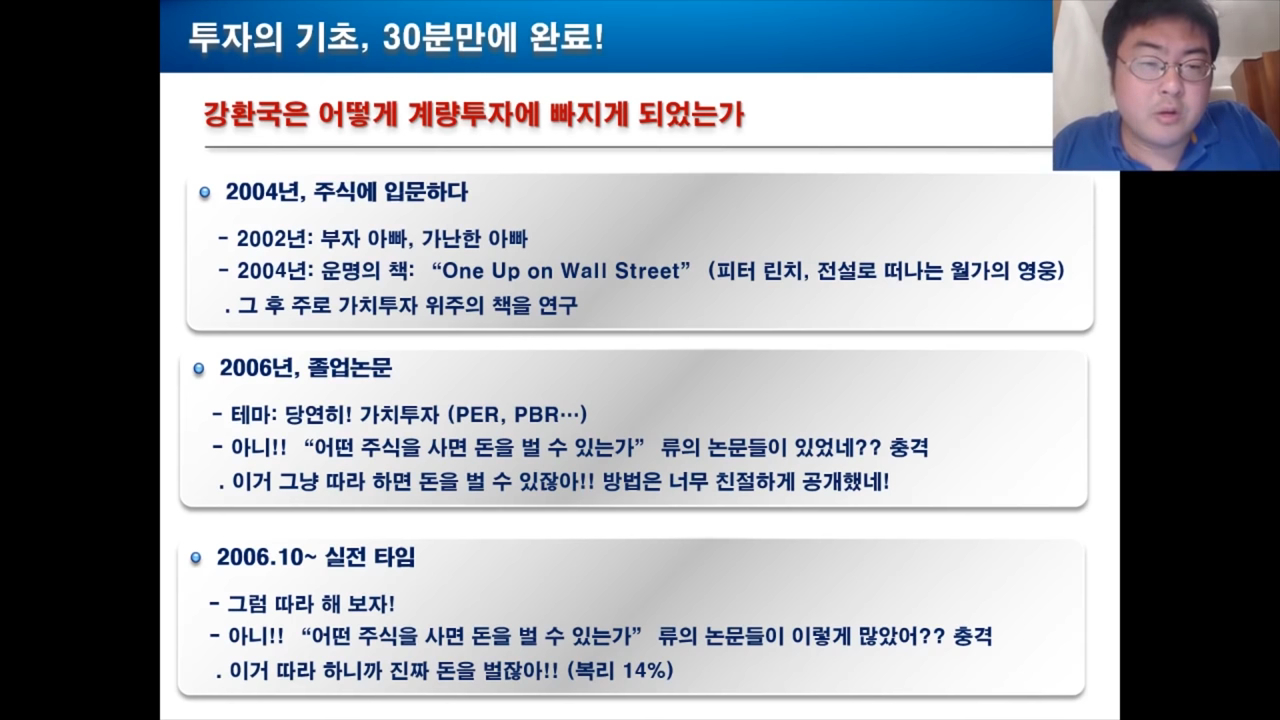 투자의 기초, 30분만에 완료!
강환국은 어떻게 계량투자에 빠지게 되었는가
2004년, 주식에 입문하다
- 2002년: 부자 아빠, 가난한 아빠
- 2004년: 운명의 책: “One Up on Wall Street” (피터 린치, 전설로 떠나는 월가의 영웅)
. 그 후 주로 가치투자 위주의 책을 연구
2006년, 졸업논문
- 테마: 당연히! 가치투자 (PER, PBR…)
- 아니!! “어떤 주식을 사면 돈을 벌 수 있는가” 류의 논문들이 있었네?? 충격
. 이거 그냥 따라 하면 돈을 벌 수 있잖아!! 방법은 너무 친절하게 공개했네!
2006.10~ 실전 타임
- 그럼 따라 해 보자!
- 아니!! “어떤 주식을 사면 돈을 벌 수 있는가” 류의 논문들이 이렇게 많았어?? 충격
. 이거 따라 하니까 진짜 돈을 벌잖아!! (복리 14%)